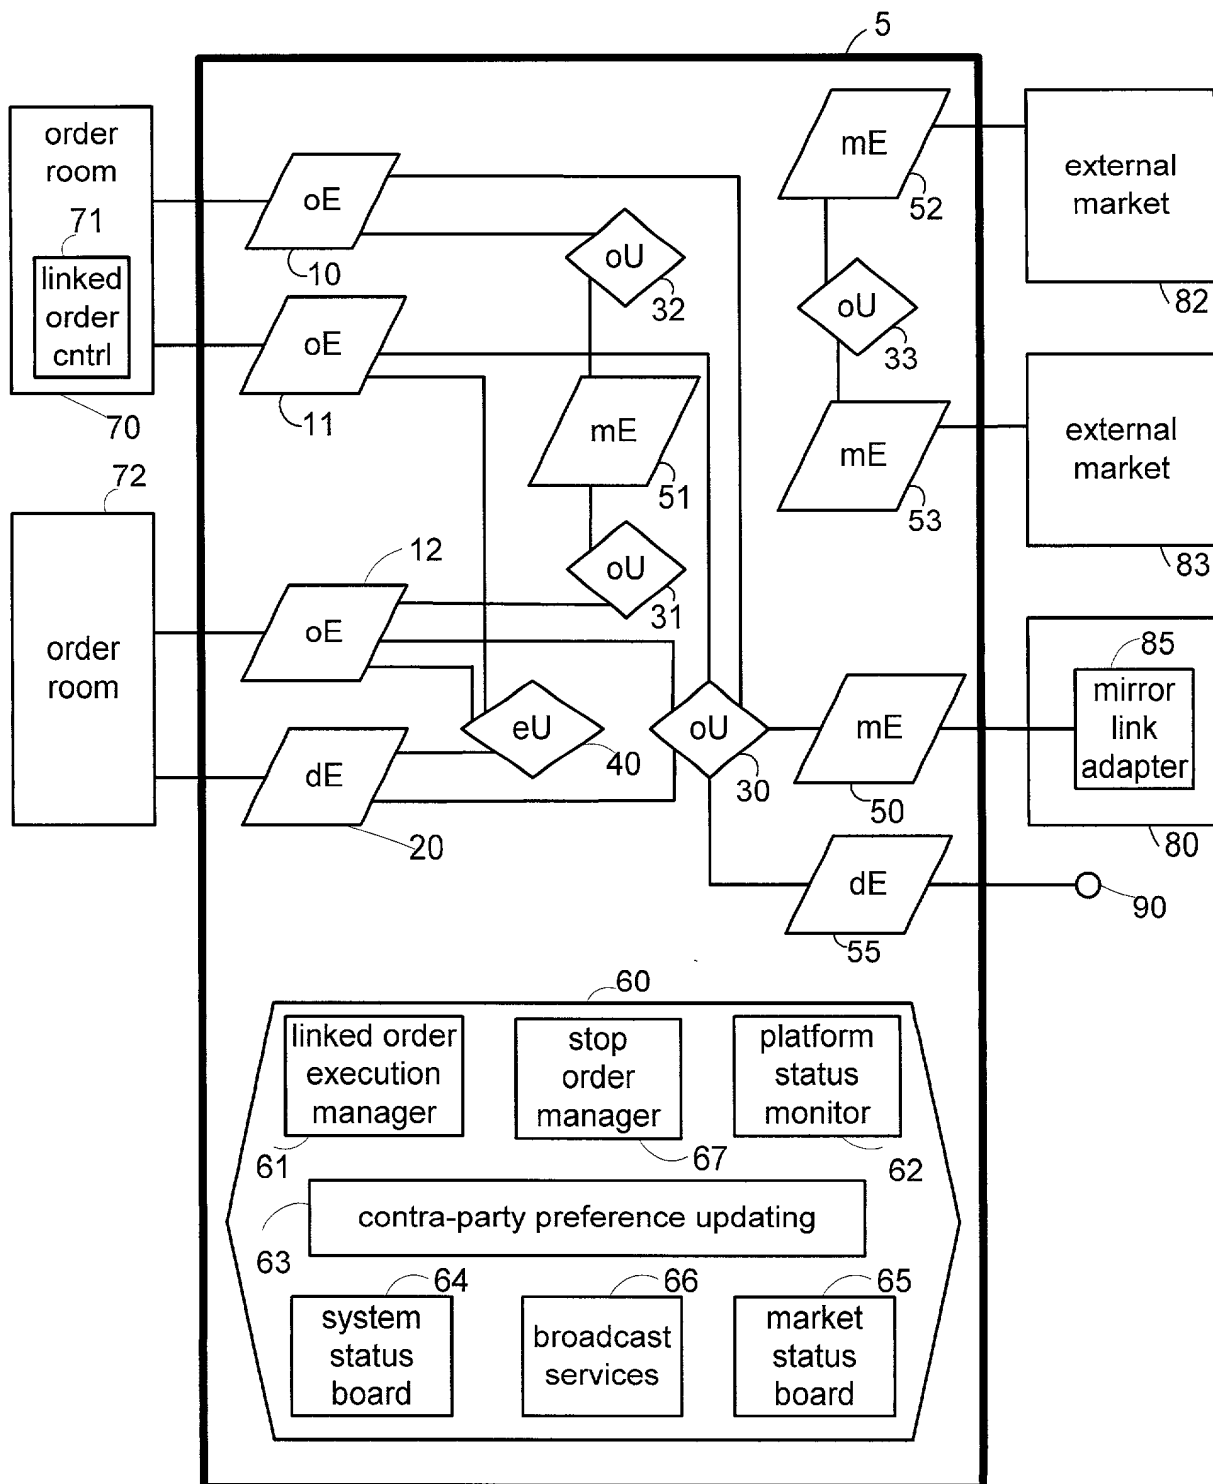 5
order
room
71
linked
order
cntrl
70
oE
10
oE
11
oU
32
mE
51
oU
31
mE
52
oU
33
mE
53
external
market
82
external
market
83
72
order
room
12
oE
dE
20
eU
40
oU
30
mE
50
85
mirror
link
adapter
80
dE
55
90
60
linked order
execution
manager
61
stop
order
manager
67
platform
status
monitor
62
contra-party preference updating
63
64
system
status
board
66
broadcast
services
65
market
status
board